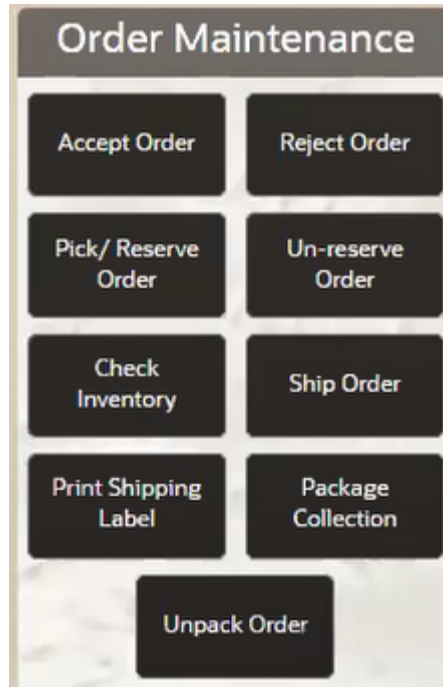 Order Maintenance
Accept Order
Reject Order
Pick/ Reserve
Order
Un-reserve
Order
Check
Inventory
Ship Order
Print Shipping
Label
Package
Collection
Unpack Order